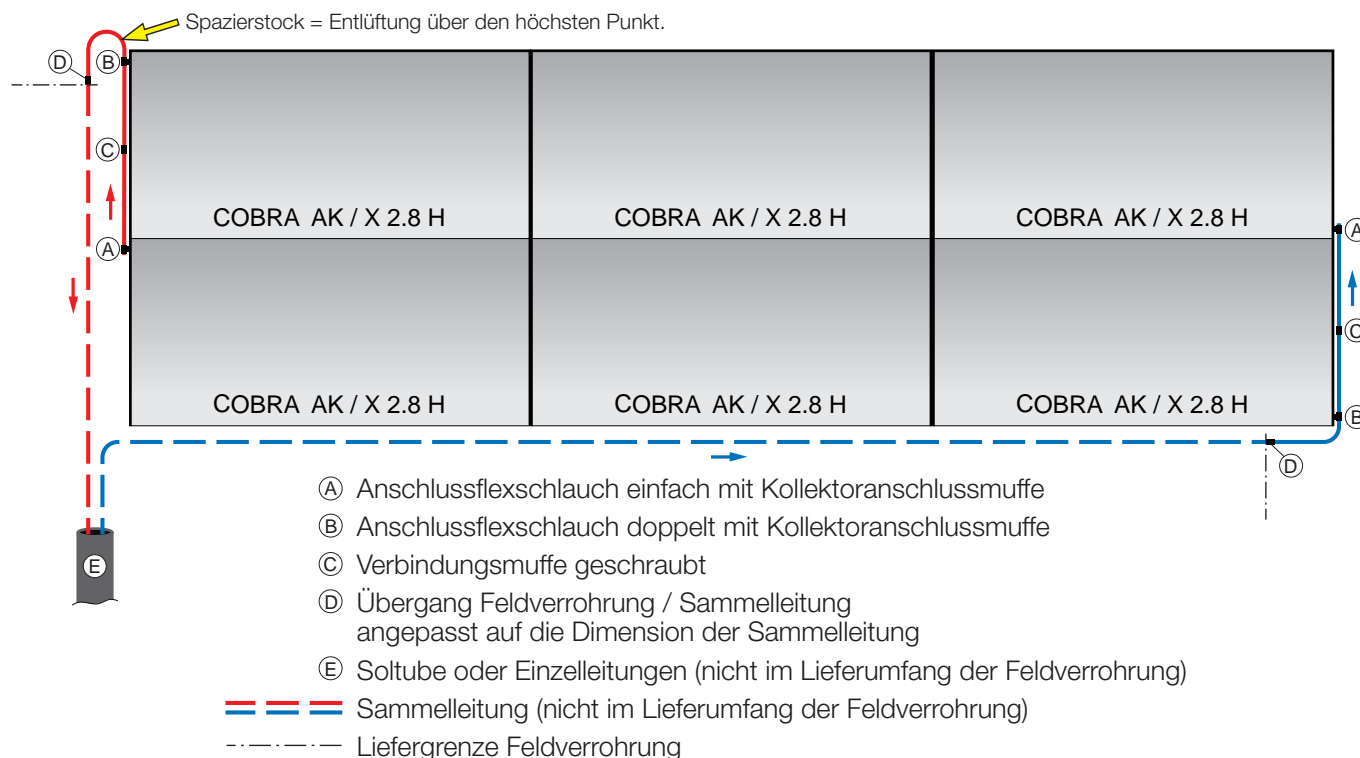 Spazierstock = Entlüftung über den höchsten Punkt.
D
B
C
A
COBRA AK / X 2.8 H COBRA AK / X 2.8 H COBRA AK / X 2.8 H
A
C
COBRA AK / X 2.8 H COBRA AK / X 2.8 H COBRA AK / X 2.8 H
B
D
E
A Anschlussflexschlauch einfach mit Kollektoranschlussmuffe
B Anschlussflexschlauch doppelt mit Kollektoranschlussmuffe
C Verbindungsmuffe geschraubt
D Übergang Feldverrohrung / Sammelleitung
angepasst auf die Dimension der Sammelleitung
E Soltube oder Einzelleitungen (nicht im Lieferumfang der Feldverrohrung)
Sammelleitung (nicht im Lieferumfang der Feldverrohrung)
Liefergrenze Feldverrohrung